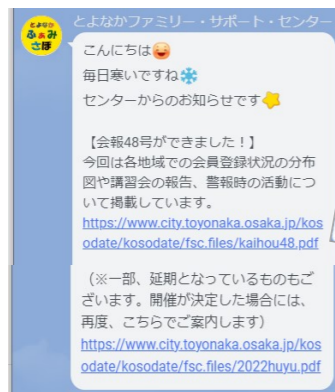 とよなか
ふぁみ
さぽ
とよなかファミリー・サポート・センター
こんにちは
毎日寒いですね
センターからのお知らせです
【会報48号ができました！】
今回は各地域での会員登録状況の分布
図や講習会の報告、警報時の活動につ
いて掲載しています。
https://www.city.toyonaka.osaka.jp/kos
odate/kosodate/fsc.files/kaihou48.pdf
（※一部、延期となっているものもご
ざいます。開催が決定した場合には、
再度、こちらでご案内します）
https://www.city.toyonaka.osaka.jp/kos
odate/kosodate/fsc.files/2022huyu.pdf